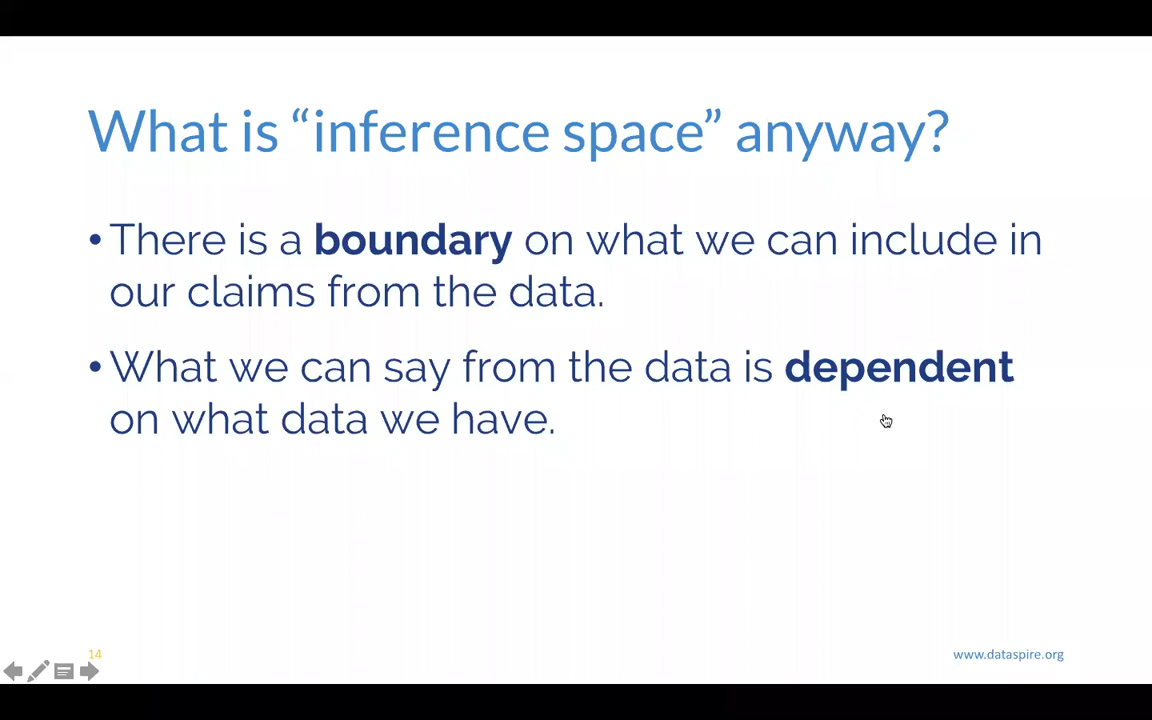 What is “inference space” anyway?
• There is a boundary on what we can include in
our claims from the data.
• What we can say from the data is dependent
on what data we have.
14
www.dataspire.org